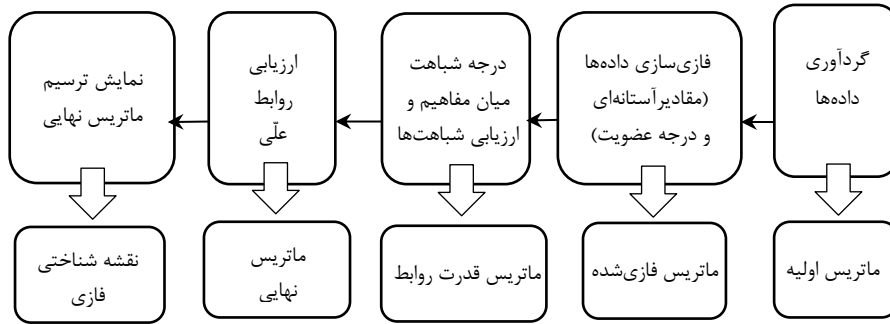 گردآوری
داده‌ها
فازی‌سازی داده‌ها
(مقادیرآستانه‌ای
و درجه عضویت)
درجه شباهت
میان مفاهیم و
ارزیابی شباهت‌ها
ارزیابی
روابط
علّی
نمایش ترسیم
ماتریس نهایی
ماتریس اولیه
ماتریس فازی‌شده
ماتریس قدرت روابط
ماتریس
نهایی
نقشه شناختی
فازی